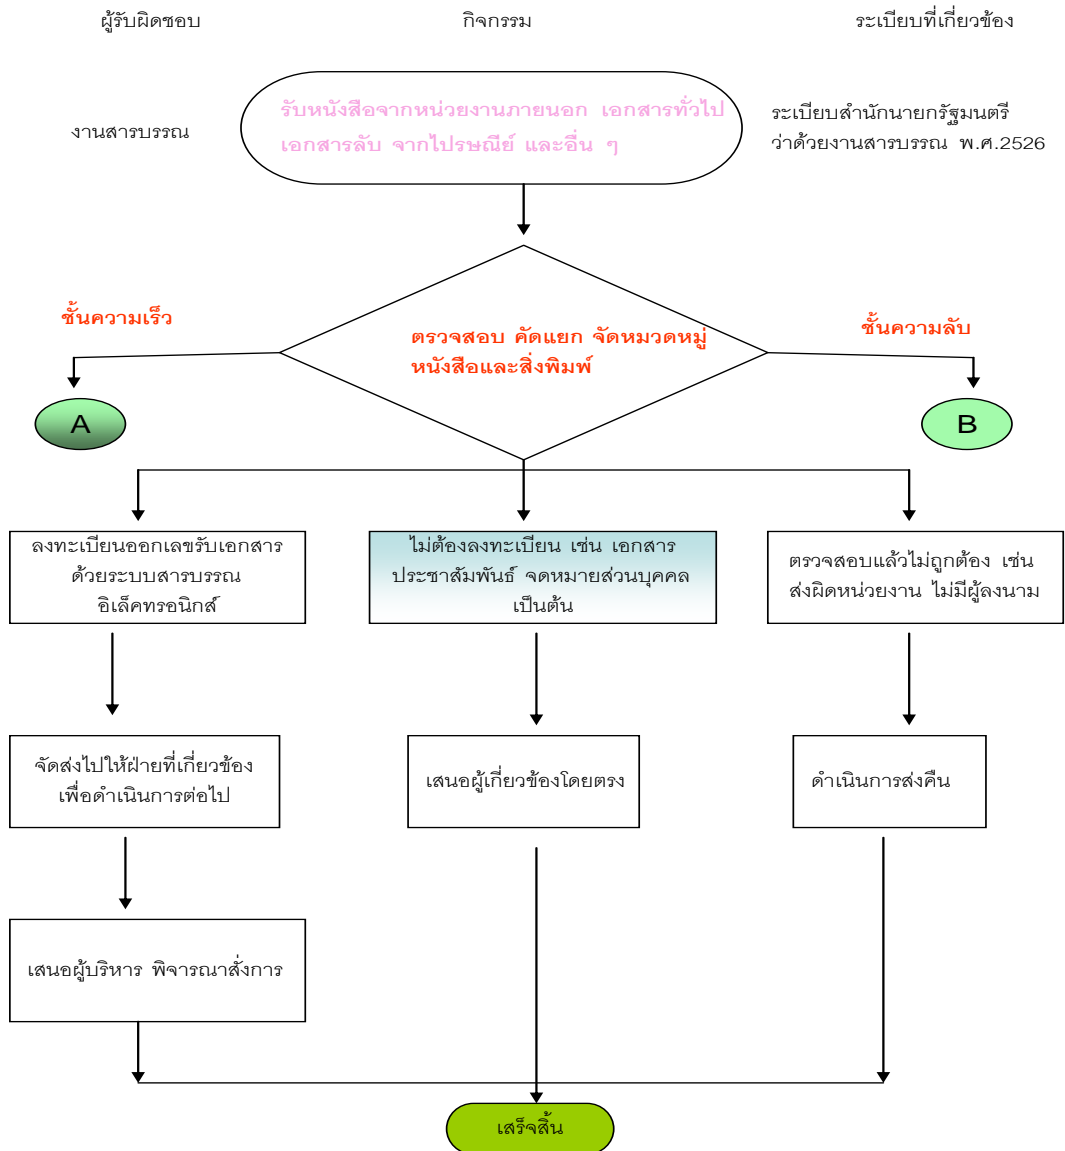 ผู้รับผิดชอบ
กิจกรรม
ระเบียบที่เกี่ยวข้อง
งานสารบรรณ
รับหนังสือจากหน่วยงานภายนอก เอกสารทั่วไป
เอกสารลับ จากไปรษณีย์ และอื่น ๆ
ระเบียบสำนักนายกรัฐมนตรี
ว่าด้วยงานสารบรรณ พ.ศ.2526
ชั้นความเร็ว
ตรวจสอบ คัดแยก จัดหมวดหมู่
หนังสือและสิ่งพิมพ์
ชั้นความลับ
A
B
ลงทะเบียนออกเลขรับเอกสาร
ด้วยระบบสารบรรณ
อิเล็คทรอนิกส์
ไม่ต้องลงทะเบียน เช่น เอกสาร
ประชาสัมพันธ์ จดหมายส่วนบุคคล
เป็นต้น
ตรวจสอบแล้วไม่ถูกต้อง เช่น
ส่งผิดหน่วยงาน ไม่มีผู้ลงนาม
จัดส่งไปให้ฝ่ายที่เกี่ยวข้อง
เพื่อดำเนินการต่อไป
เสนอผู้เกี่ยวข้องโดยตรง
ดำเนินการส่งคืน
เสนอผู้บริหาร พิจารณาสั่งการ
เสร็จสิ้น